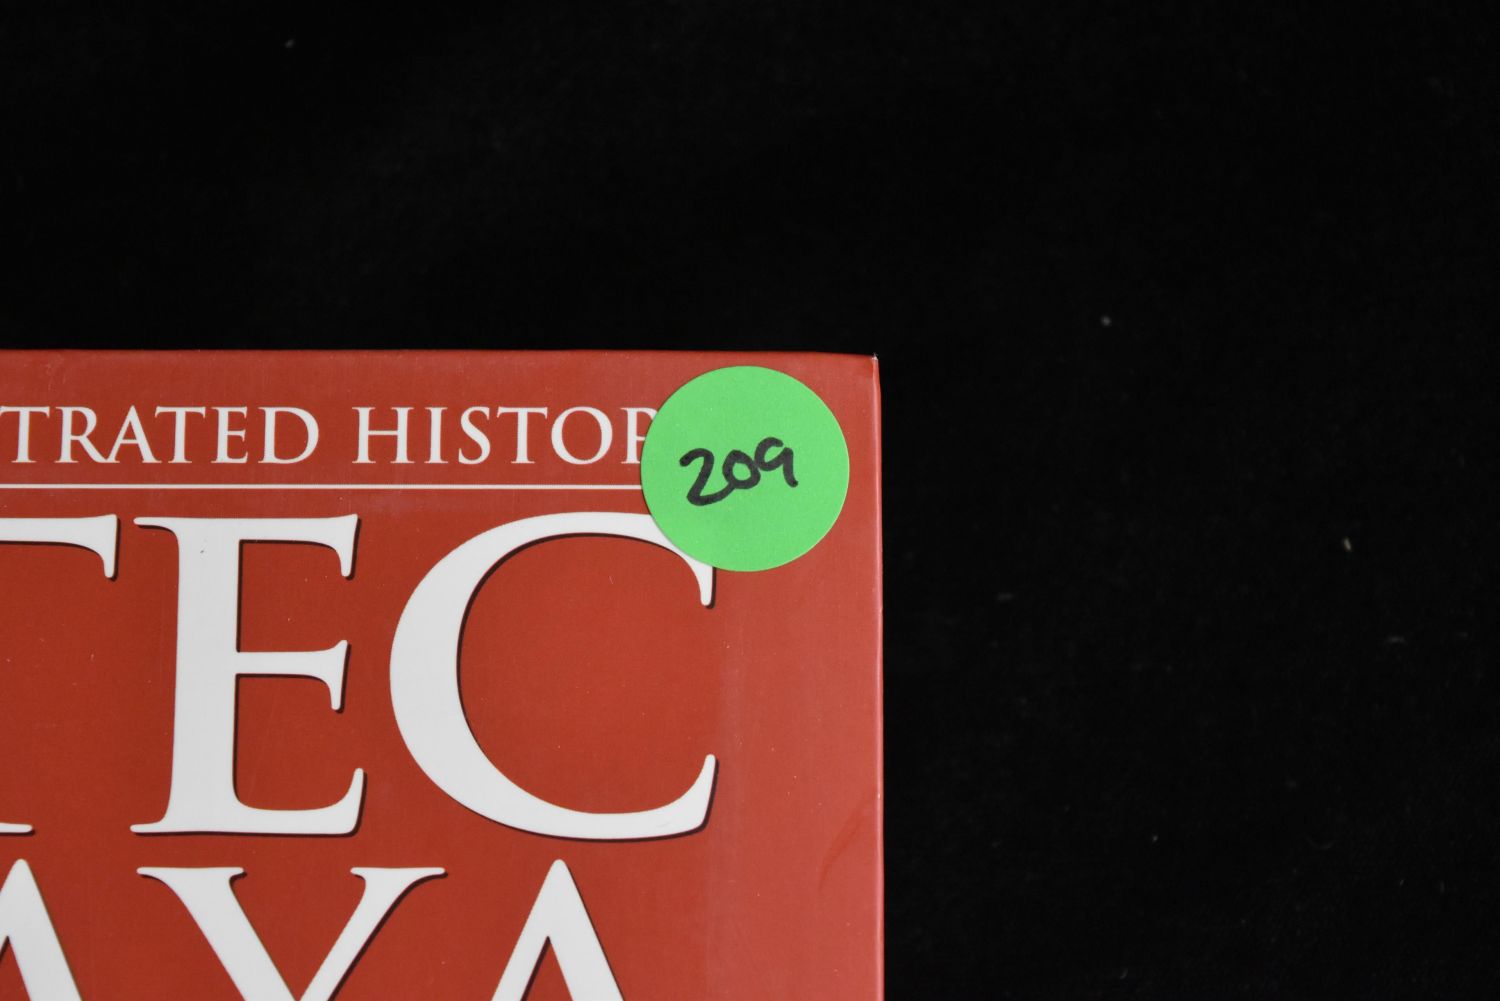 TRATED HISTOR
209
TEC
AYA